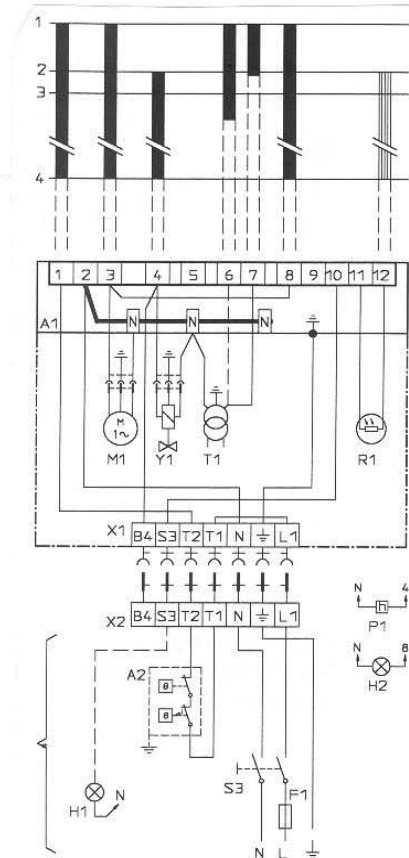 1
2
3
4
1 2 3 4 5 6 7 8 9 10 11 12
A1 N N N
M
1~
M1 Y1 T1 R1
X1 B4 S3 T2 T1 N L1
N 4
P1
X2 B4 S3 T2 T1 N L1
N 8
H2
A2
θ
θ
S3 F1
H1 N
N L